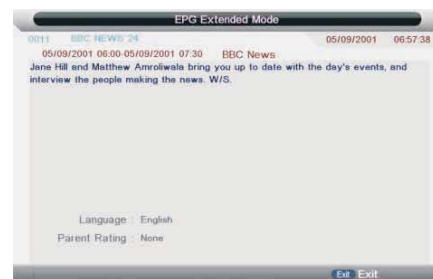 EPG Extended Mode
0011 BBC NEWS 24 05/09/2001 06:57:38
05/09/2001 06:00-05/09/2001 07:30 BBC News
Jane Hill and Matthew Amroliwala bring you up to date with the day's events, and
interview the people making the news. W/S.
Language : English
Parent Rating : None
Exit Exit